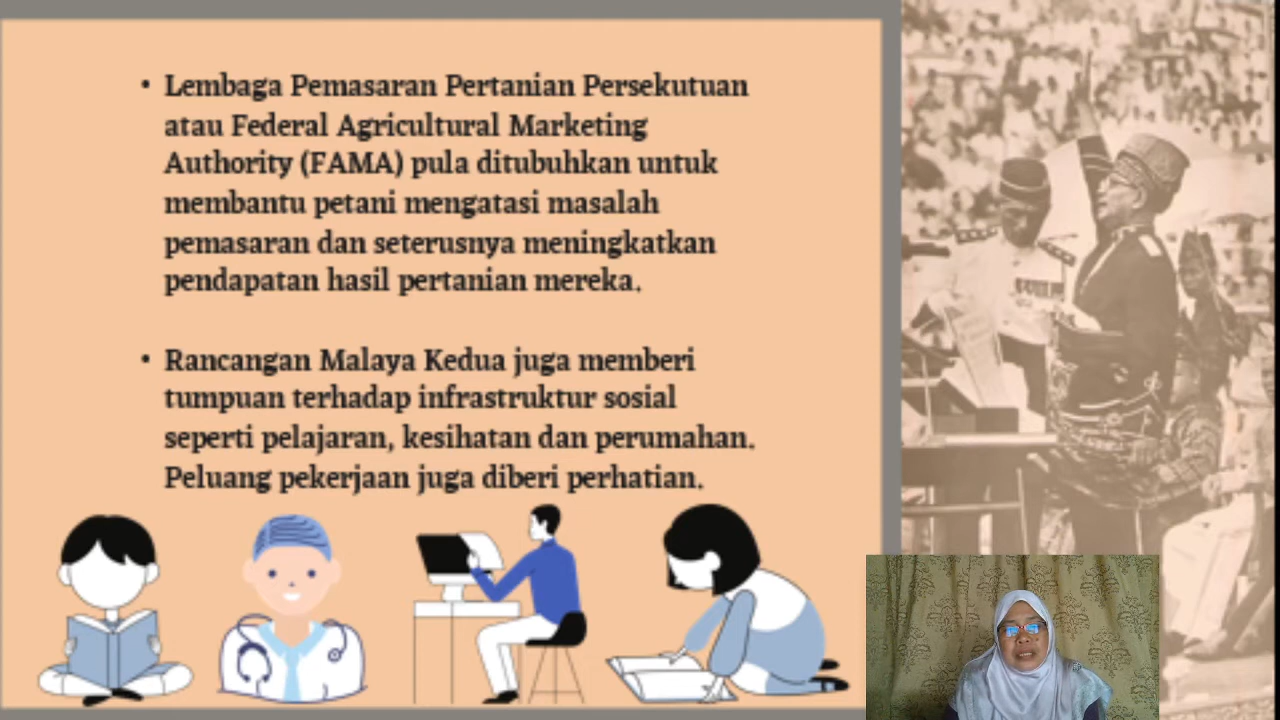 • Lembaga Pemasaran Pertanian Persekutuan
atau Federal Agricultural Marketing
Authority (FAMA) pula ditubuhkan untuk
membantu petani mengatasi masalah
pemasaran dan seterusnya meningkatkan
pendapatan hasil pertanian mereka.
• Rancangan Malaya Kedua juga memberi
tumpuan terhadap infrastruktur sosial
seperti pelajaran, kesihatan dan perumahan.
Peluang pekerjaan juga diberi perhatian.